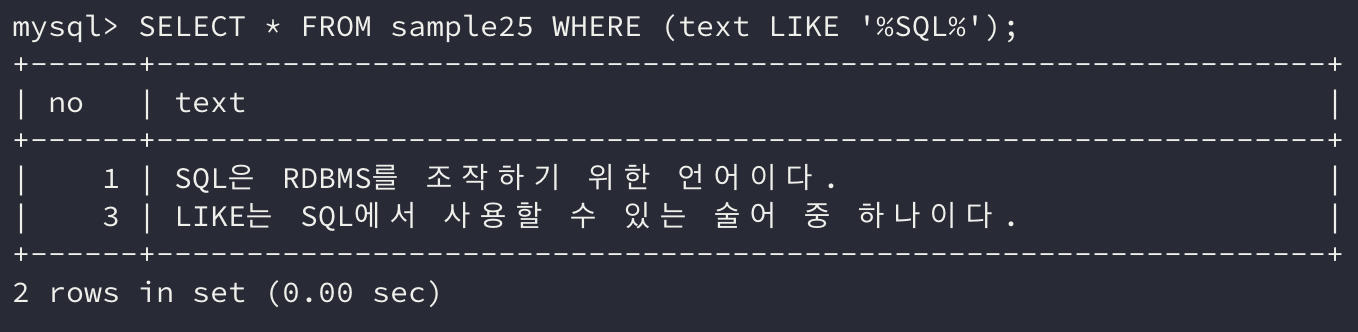 mysql> SELECT * FROM sample25 WHERE (text LIKE '%SQL%');
+------+-----------------------------------------------------------------+
| no   | text                                                            |
+------+-----------------------------------------------------------------+
|    1 | SQL은 RDBMS를 조작하기 위한 언어이다.                                |
|    3 | LIKE는 SQL에서 사용할 수 있는 술어 중 하나이다.                       |
+------+-----------------------------------------------------------------+
2 rows in set (0.00 sec)